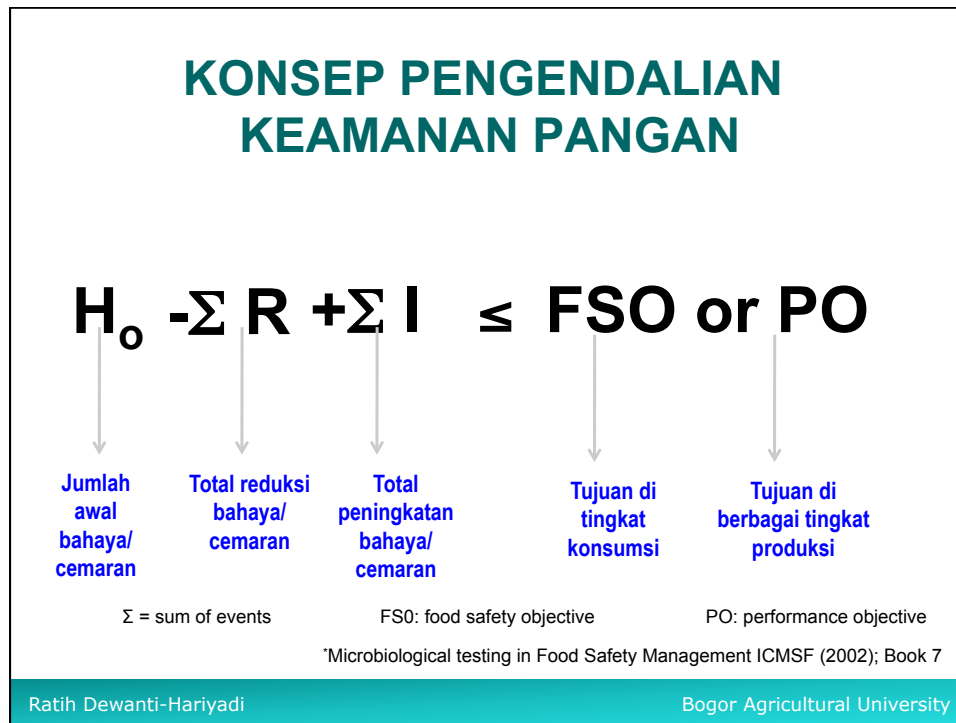 KONSEP PENGENDALIAN
KEAMANAN PANGAN
Ho -Σ R +Σ I ≤ FSO or PO
Jumlah
awal
bahaya/
cemaran
Total reduksi
bahaya/
cemaran
Total
peningkatan
bahaya/
cemaran
Tujuan di
tingkat
konsumsi
Tujuan di
berbagai tingkat
produksi
Σ = sum of events FS0: food safety objective PO: performance objective
*Microbiological testing in Food Safety Management ICMSF (2002); Book 7
Ratih Dewanti-Hariyadi Bogor Agricultural University